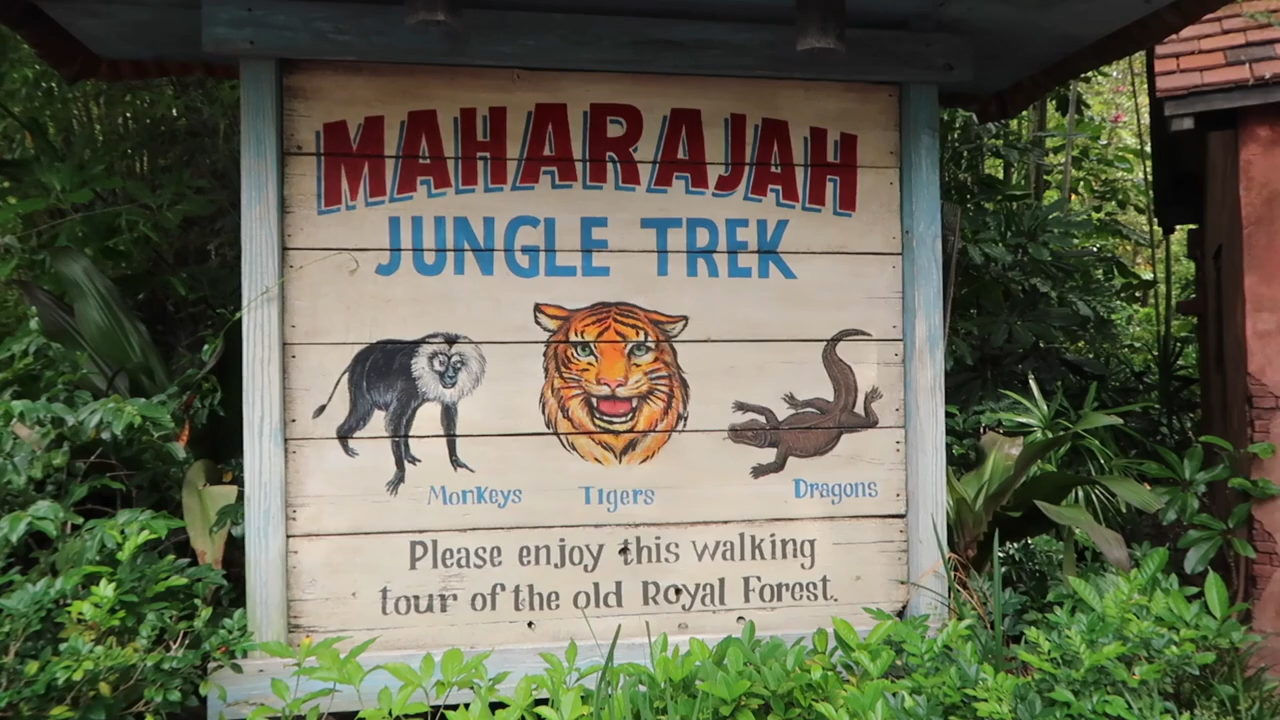 MAHARAJAH
JUNGLE TREK
Monkeys Tigers Dragons
Please enjoy this walking
tour of the old Royal Forest.